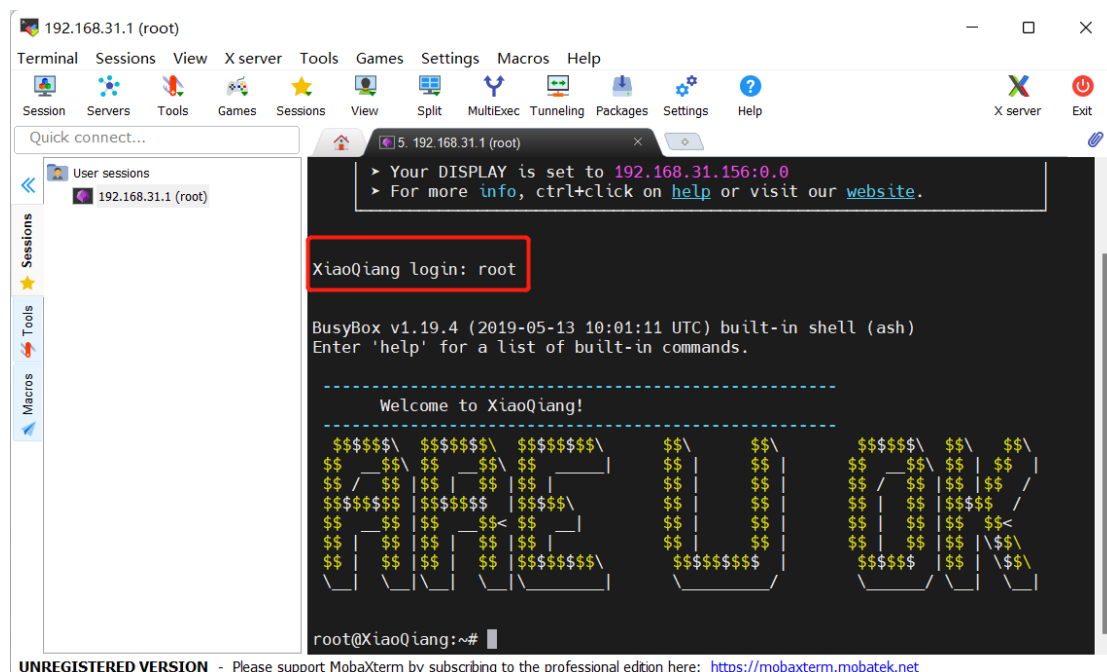 192.168.31.1 (root)
Terminal Sessions View X server Tools Games Settings Macros Help
Session Servers Tools Games Sessions View Split MultiExec Tunneling Packages Settings Help X server Exit
Quick connect...
5. 192.168.31.1 (root)
User sessions
192.168.31.1 (root)
Sessions
Tools
Macros
➤ Your DISPLAY is set to 192.168.31.156:0.0
➤ For more info, ctrl+click on help or visit our website.
XiaoQiang login: root
BusyBox v1.19.4 (2019-05-13 10:01:11 UTC) built-in shell (ash)
Enter 'help' for a list of built-in commands.
Welcome to XiaoQiang!
ARE U OK
root@XiaoQiang:~#
UNREGISTERED VERSION - Please support MobaXterm by subscribing to the professional edition here: https://mobaxterm.mobatek.net